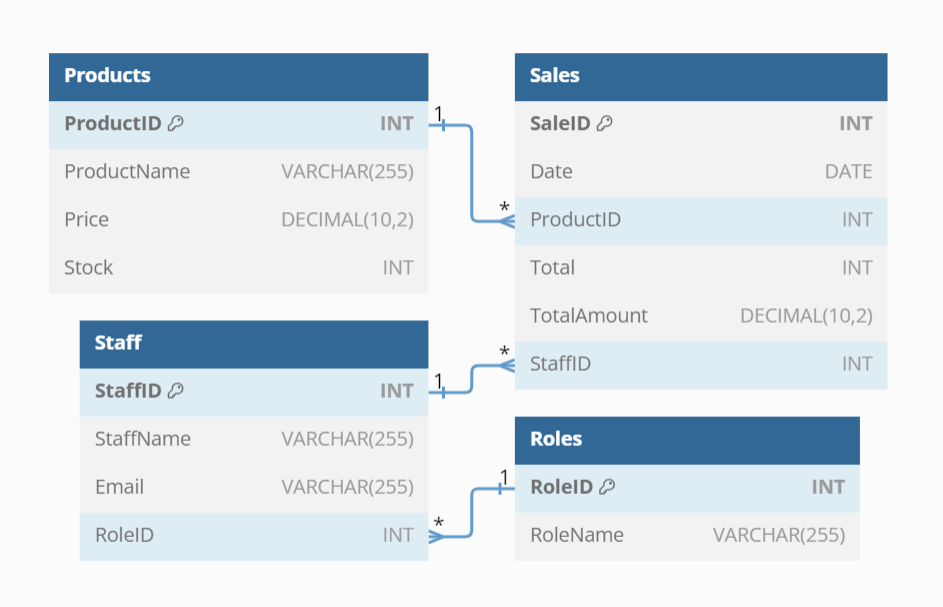 Products
ProductID INT
ProductName VARCHAR(255)
Price DECIMAL(10,2)
Stock INT
1
*
Sales
SaleID INT
Date DATE
ProductID INT
Total INT
TotalAmount DECIMAL(10,2)
StaffID INT
Staff
StaffID INT
StaffName VARCHAR(255)
Email VARCHAR(255)
RoleID INT
1
*
1
*
Roles
RoleID INT
RoleName VARCHAR(255)